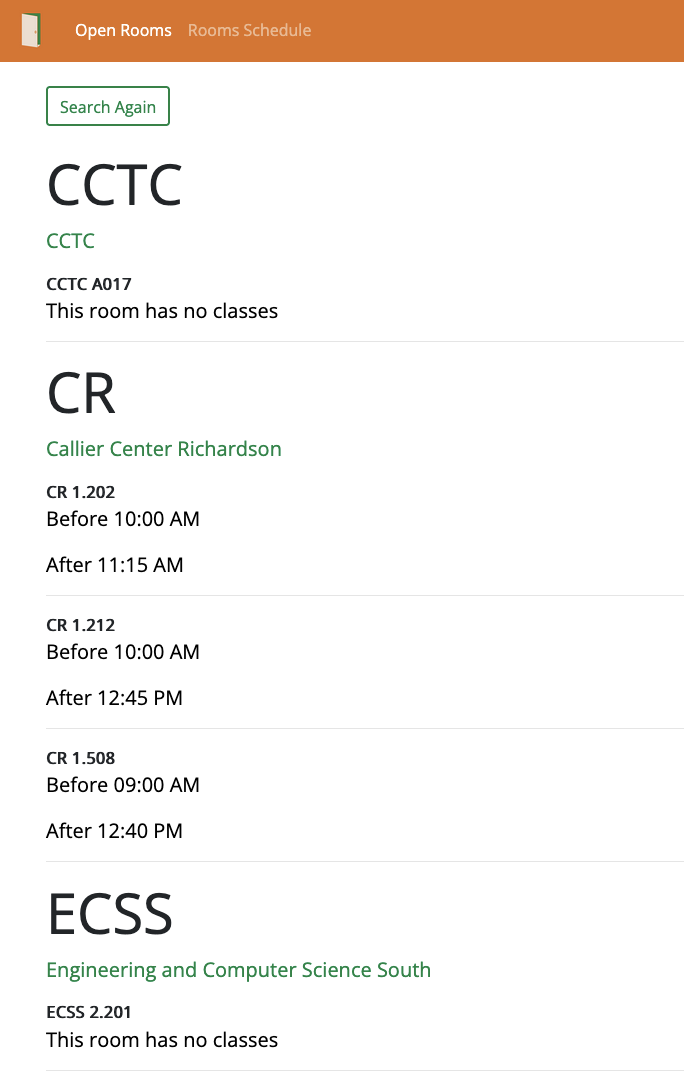 Open Rooms Rooms Schedule
Search Again
CCTC
CCTC
CCTC A017
This room has no classes
CR
Callier Center Richardson
CR 1.202
Before 10:00 AM
After 11:15 AM
CR 1.212
Before 10:00 AM
After 12:45 PM
CR 1.508
Before 09:00 AM
After 12:40 PM
ECSS
Engineering and Computer Science South
ECSS 2.201
This room has no classes